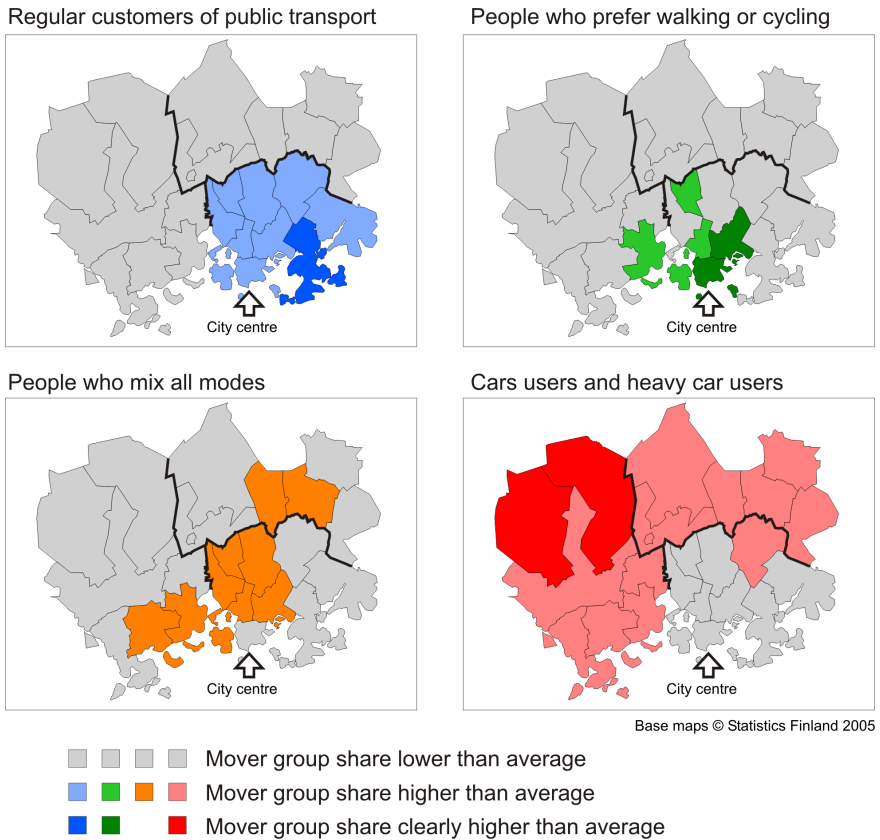 Regular customers of public transport
People who prefer walking or cycling
City centre
City centre
People who mix all modes
Cars users and heavy car users
City centre
City centre
Base maps © Statistics Finland 2005
Mover group share lower than average
Mover group share higher than average
Mover group share clearly higher than average